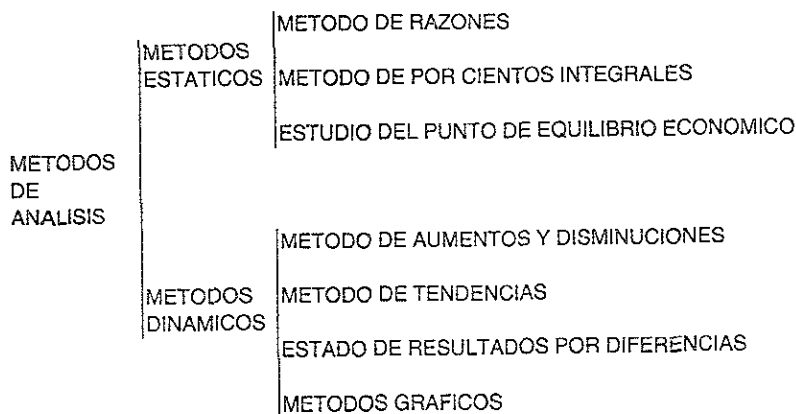 METODOS
DE
ANALISIS
METODOS
ESTATICOS
METODO DE RAZONES
METODO DE POR CIENTOS INTEGRALES
ESTUDIO DEL PUNTO DE EQUILIBRIO ECONOMICO
METODOS
DINAMICOS
METODO DE AUMENTOS Y DISMINUCIONES
METODO DE TENDENCIAS
ESTADO DE RESULTADOS POR DIFERENCIAS
METODOS GRAFICOS